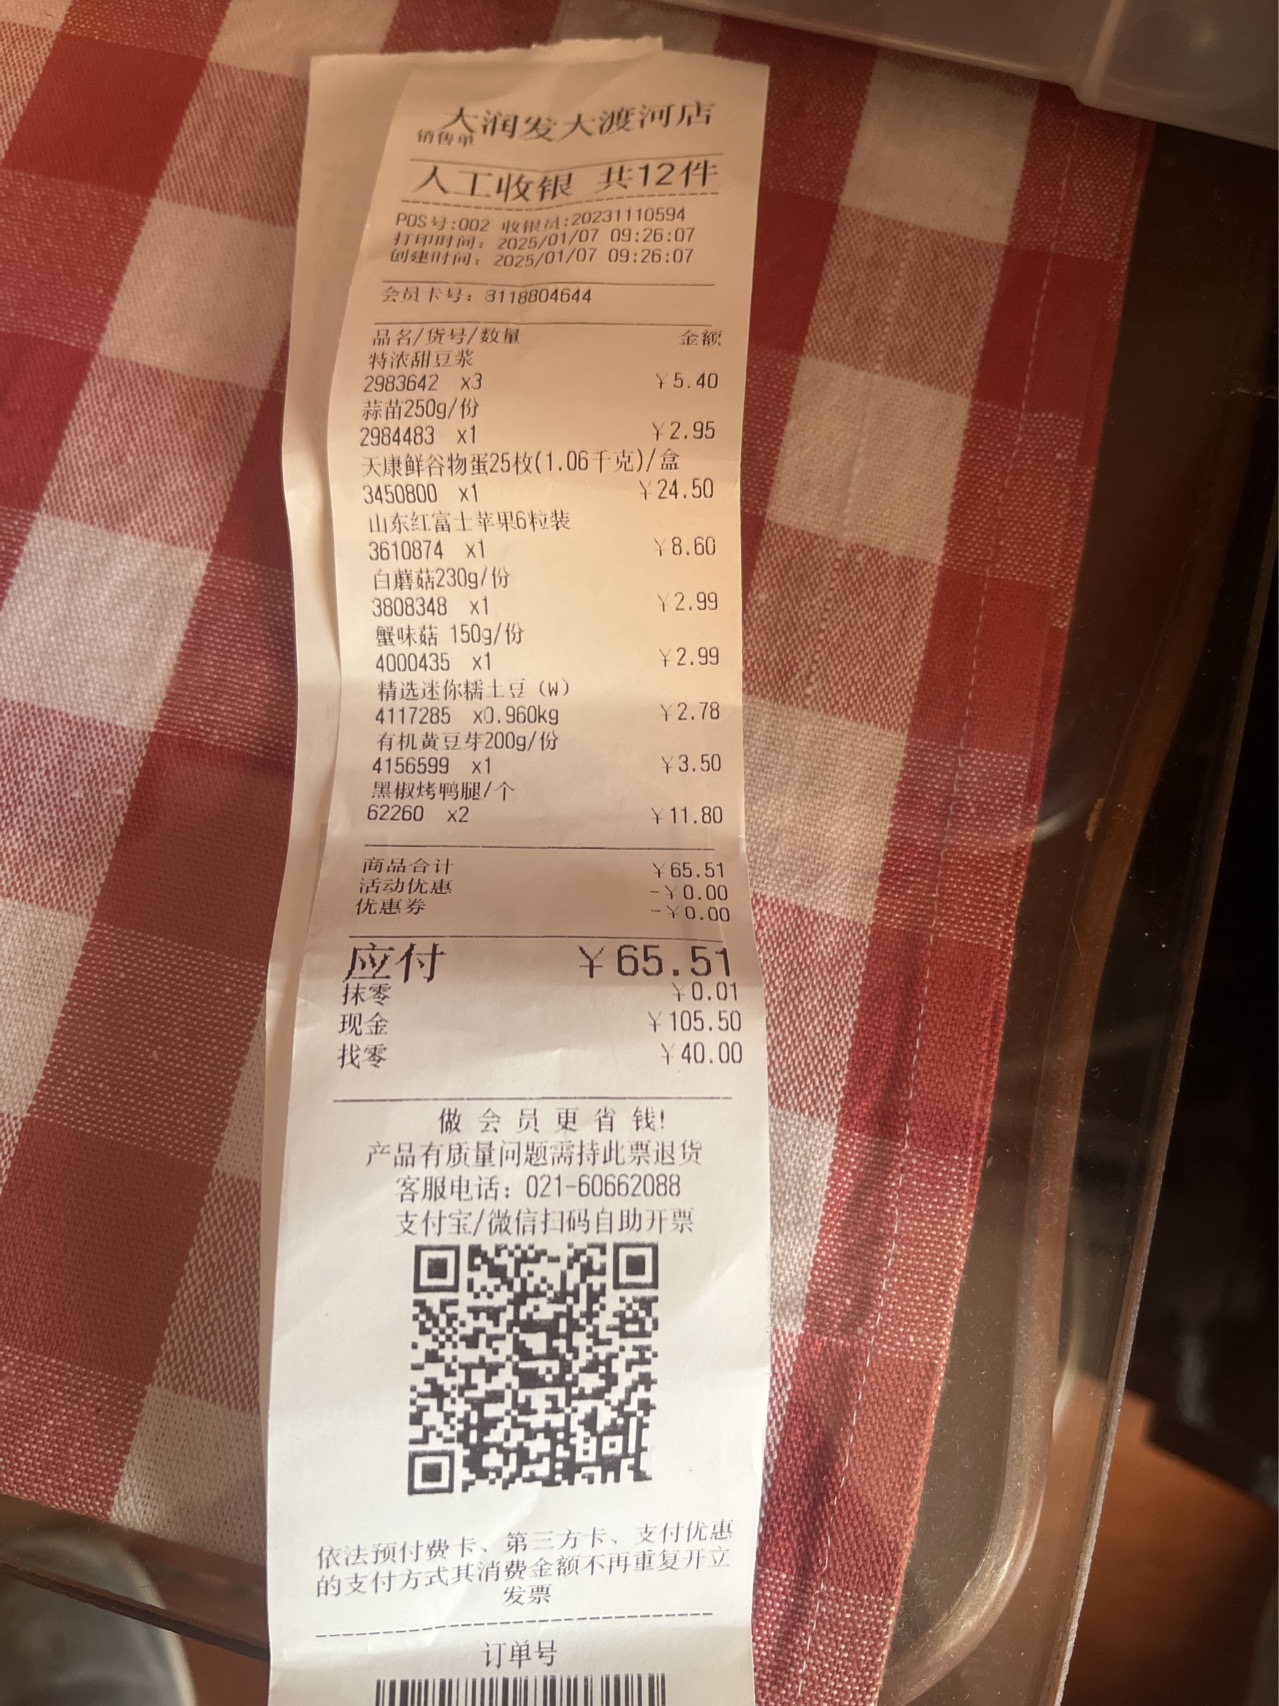 大润发大渡河店
销售单
人工收银 共12件
POS号:002 收银员:20231110594
打印时间: 2025/01/07 09:26:07
创建时间: 2025/01/07 09:26:07
会员卡号: 3118804644
品名/货号/数量 金额
特浓甜豆浆
2983642 x3 ¥5.40
蒜苗250g/份
2984483 x1 ¥2.95
天康鲜谷物蛋25枚(1.06千克)/盒
3450800 x1 ¥24.50
山东红富士苹果6粒装
3610874 x1 ¥8.60
白蘑菇230g/份
3808348 x1 ¥2.99
蟹味菇 150g/份
4000435 x1 ¥2.99
精选迷你糯土豆（W）
4117285 x0.960kg ¥2.78
有机黄豆芽200g/份
4156599 x1 ¥3.50
黑椒烤鸭腿/个
62260 x2 ¥11.80
商品合计 ¥65.51
活动优惠 -¥0.00
优惠券 -¥0.00
应付 ¥65.51
抹零 ¥0.01
现金 ¥105.50
找零 ¥40.00
做会员更省钱!
产品有质量问题需持此票退货
客服电话: 021-60662088
支付宝/微信扫码自助开票
依法预付费卡、第三方卡、支付优惠
的支付方式其消费金额不再重复开立
发票
订单号